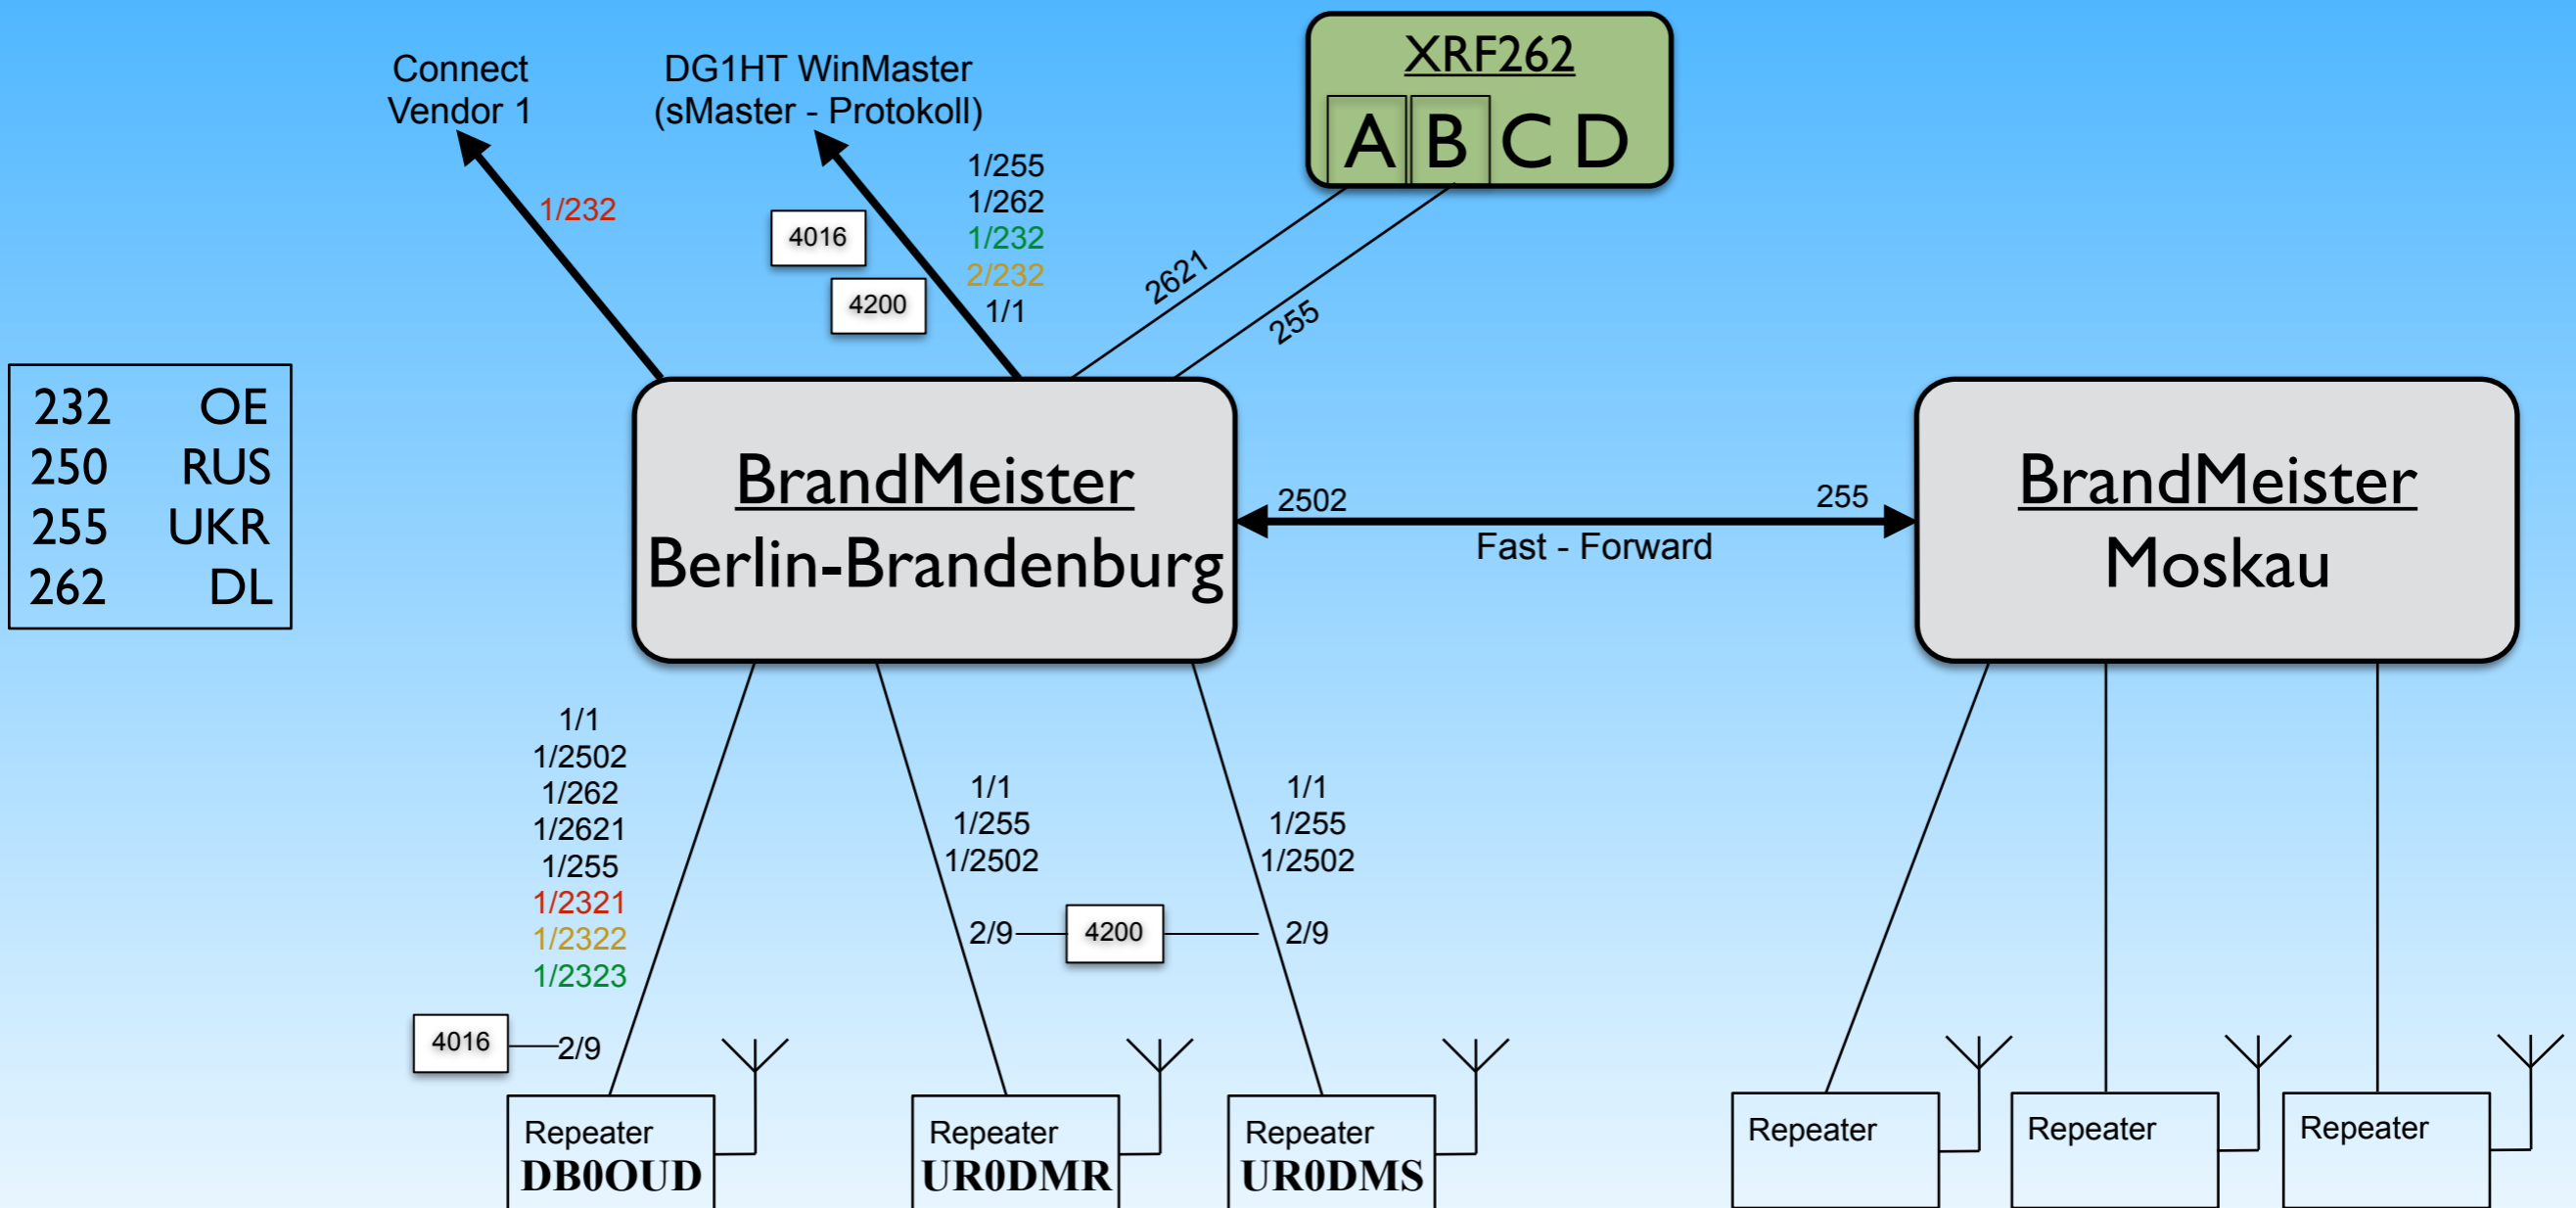 Connect
Vendor 1
DG1HT WinMaster
(sMaster - Protokoll)
XRF262
A B C D
1/232
4016
4200
1/255
1/262
1/232
2/232
1/1
2621
255
232 OE
250 RUS
255 UKR
262 DL
BrandMeister
Berlin-Brandenburg
2502
255
Fast - Forward
BrandMeister
Moskau
1/1
1/2502
1/262
1/2621
1/255
1/2321
1/2322
1/2323
4016
2/9
1/1
1/255
1/2502
2/9
4200
1/1
1/255
1/2502
2/9
Repeater
DB0OUD
Repeater
UR0DMR
Repeater
UR0DMS
Repeater
Repeater
Repeater